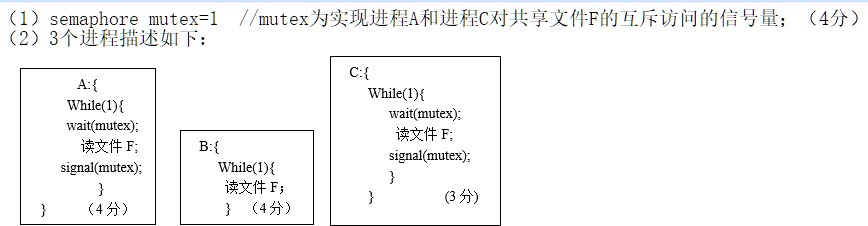 （1）semaphore mutex=1  //mutex为实现进程A和进程C对共享文件F的互斥访问的信号量；（4分）
（2）3个进程描述如下：
A:{
While(1){
wait(mutex);
读文件 F;
signal(mutex);
}
} （4 分）
B:{
While(1){
读文件 F；
} （4 分）
C:{
While(1){
wait(mutex);
读文件 F;
signal(mutex);
}
} (3 分)